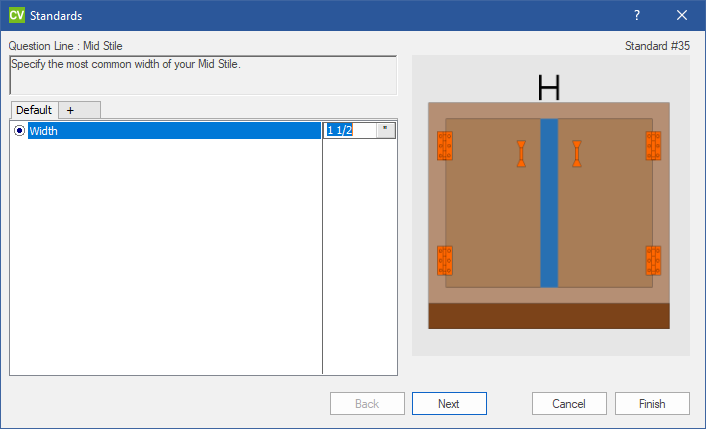 CV Standards ?
Question Line : Mid Stile
Standard #35
Specify the most common width of your Mid Stile.
Default +
Width 1 1/2 "
Back Next Cancel Finish